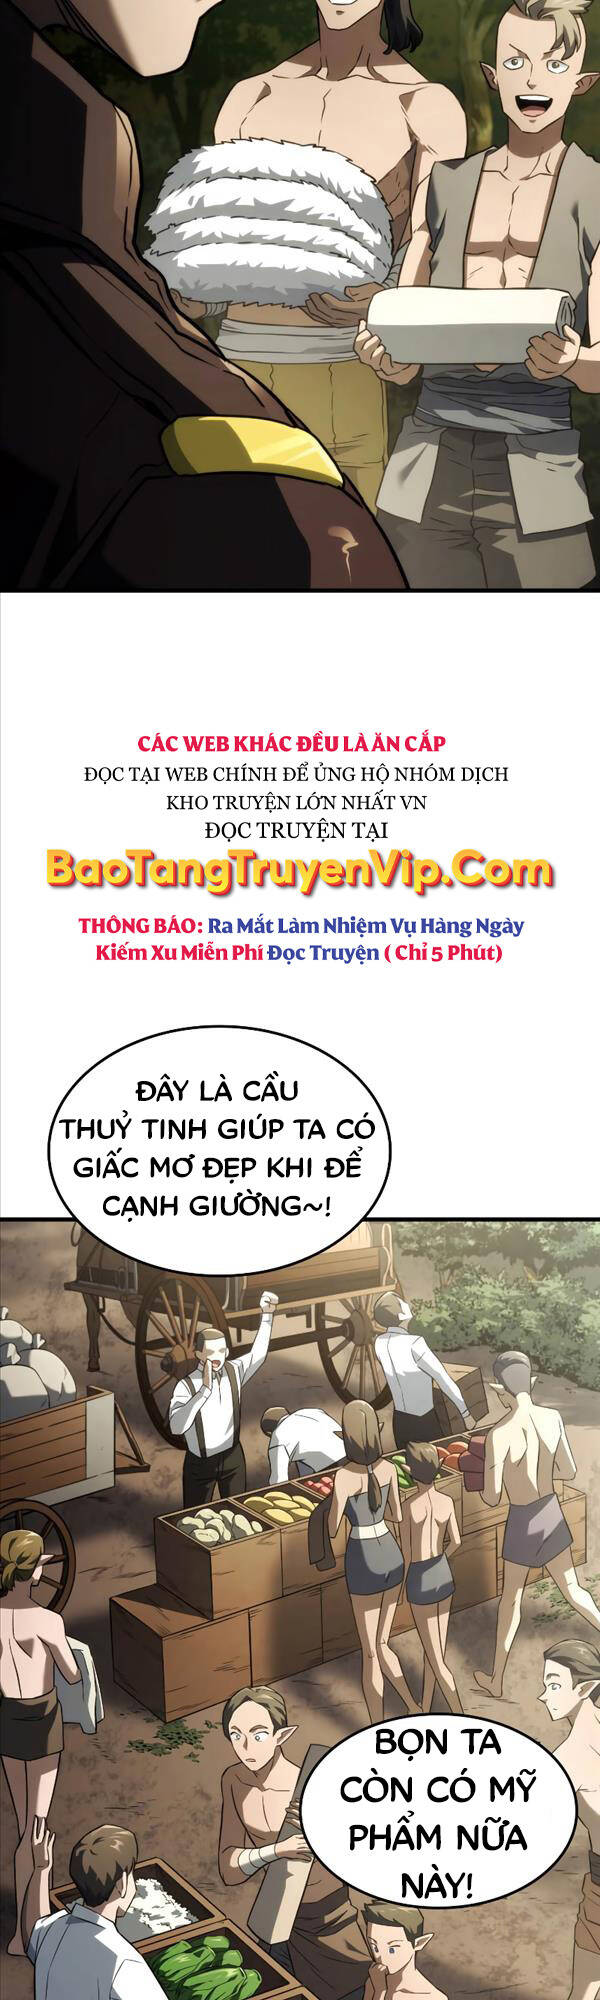 CÁC WEB KHÁC ĐỀU LÀ ĂN CẮP
ĐỌC TẠI WEB CHÍNH ĐỂ ỦNG HỘ NHÓM DỊCH
KHO TRUYỆN LỚN NHẤT VN
ĐỌC TRUYỆN TẠI
BaoTangTruyenVip.Com
THÔNG BÁO: Ra Mắt Làm Nhiệm Vụ Hàng Ngày
Kiếm Xu Miễn Phí Đọc Truyện ( Chỉ 5 Phút)
ĐÂY LÀ CẦU
THUỶ TINH GIÚP TA CÓ
GIẤC MƠ ĐẸP KHI ĐỂ
CẠNH GIƯỜNG~!
BỌN TA
CÒN CÓ MỸ
PHẨM NỮA
NÀY!